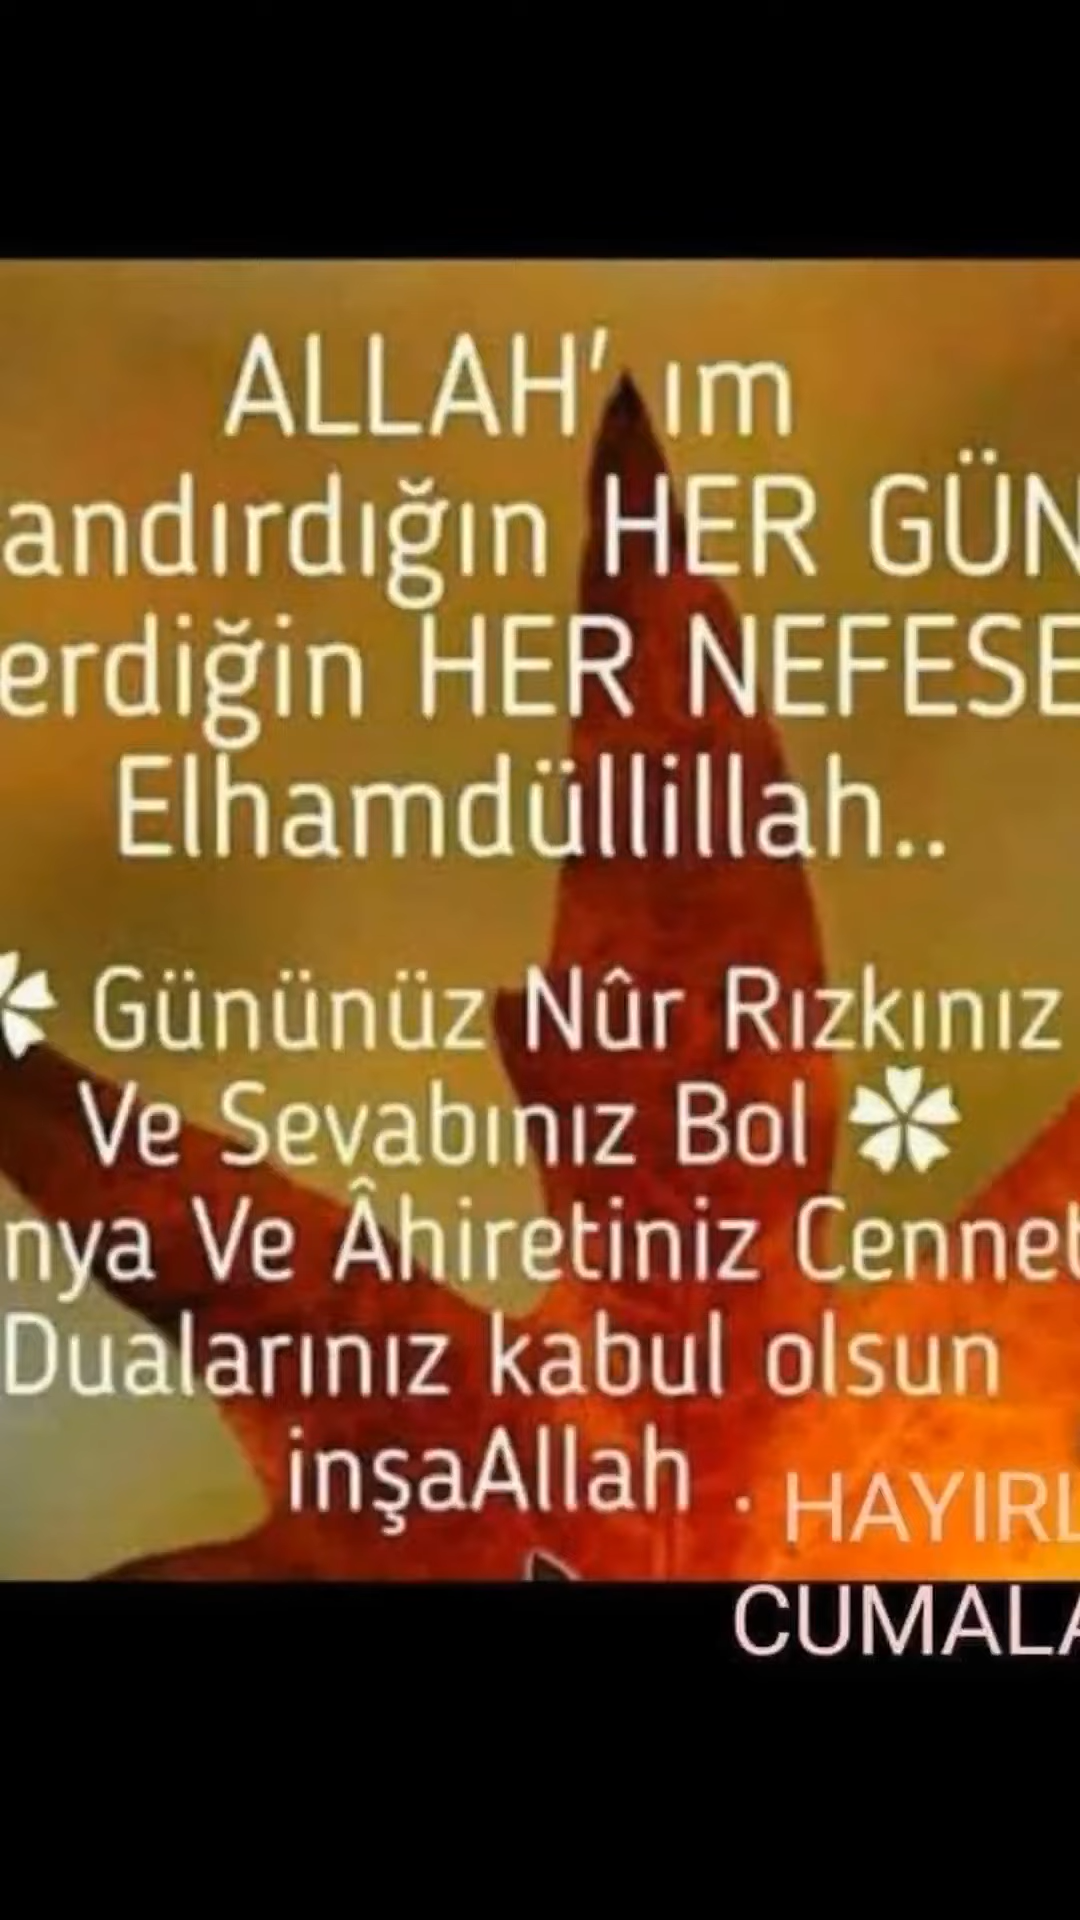 ALLAH' ım
andırdığın HER GÜN
erdiğin HER NEFESE
Elhamdüllillah..
Gününüz Nûr Rızkınız
Ve Sevabınız Bol
nya Ve Âhiretiniz Cennet
Dualarınız kabul olsun
inşaAllah .
HAYIRL
CUMALA